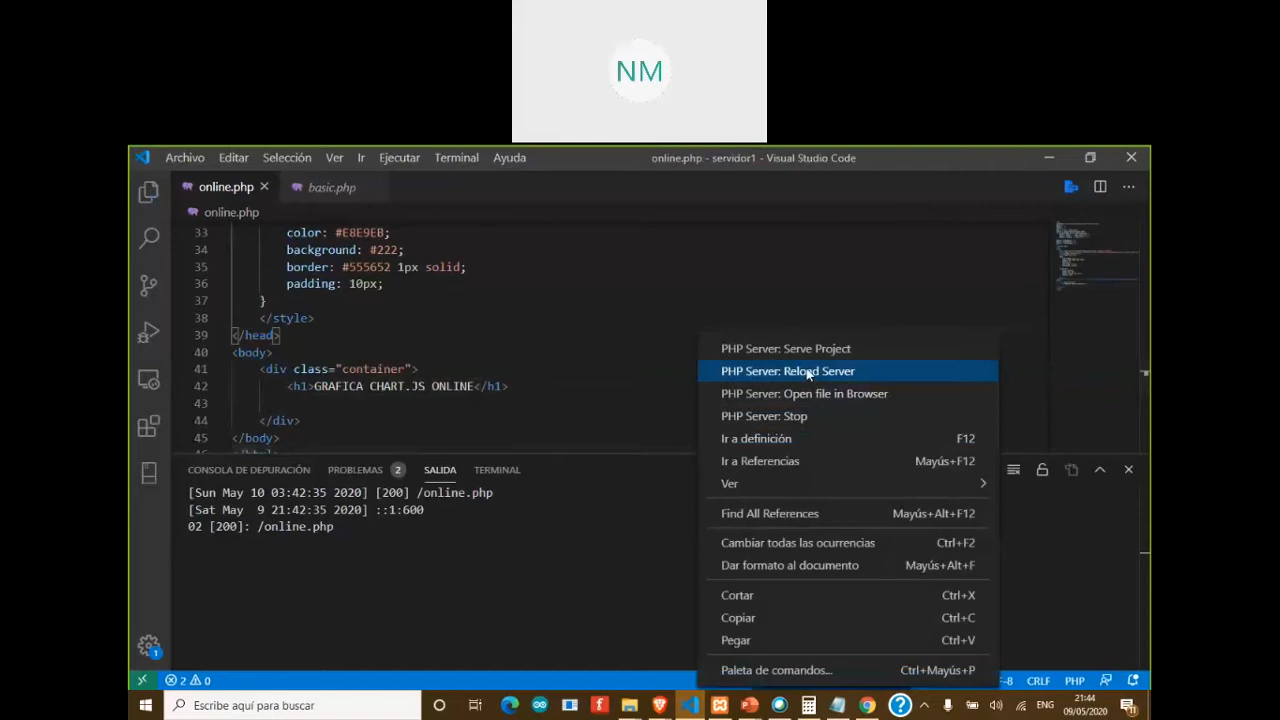 NM
Archivo Editar Selección Ver Ir Ejecutar Terminal Ayuda online.php - servidor1 - Visual Studio Code
online.php basic.php
online.php
33 color: #E8E9EB;
34 background: #222;
35 border: #555652 1px solid;
36 padding: 10px;
37 }
38 </style>
39 </head>
40 <body>
41 <div class="container">
42 <h1>GRAFICA CHART.JS ONLINE</h1>
43
44 </div>
45 </body>
PHP Server: Serve Project
PHP Server: Reload Server
PHP Server: Open file in Browser
PHP Server: Stop
Ir a definición F12
Ir a Referencias Mayús+F12
Ver
Find All References Mayús+Alt+F12
Cambiar todas las ocurrencias Ctrl+F2
Dar formato al documento Mayús+Alt+F
Cortar Ctrl+X
Copiar Ctrl+C
Pegar Ctrl+V
Paleta de comandos... Ctrl+Mayús+P
CONSOLA DE DEPURACIÓN PROBLEMAS 2 SALIDA TERMINAL
[Sun May 10 03:42:35 2020] [200] /online.php
[Sat May  9 21:42:35 2020] ::1:600
02 [200]: /online.php
1
2 0 F-8 CRLF PHP
Escribe aquí para buscar ENG 21:44
09/05/2020 11